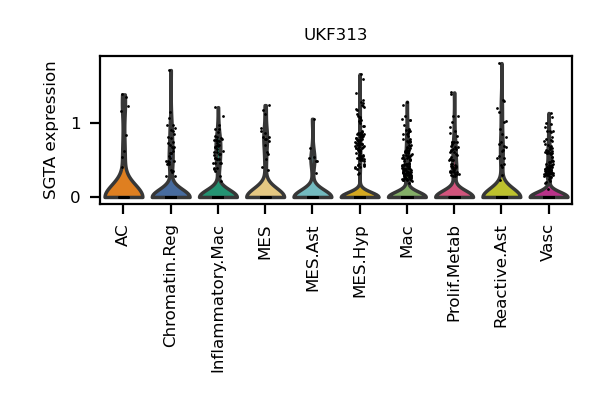 UKF313
SGTA expression
1
0
AC
Chromatin.Reg
Inflammatory.Mac
MES
MES.Ast
MES.Hyp
Mac
Prolif.Metab
Reactive.Ast
Vasc